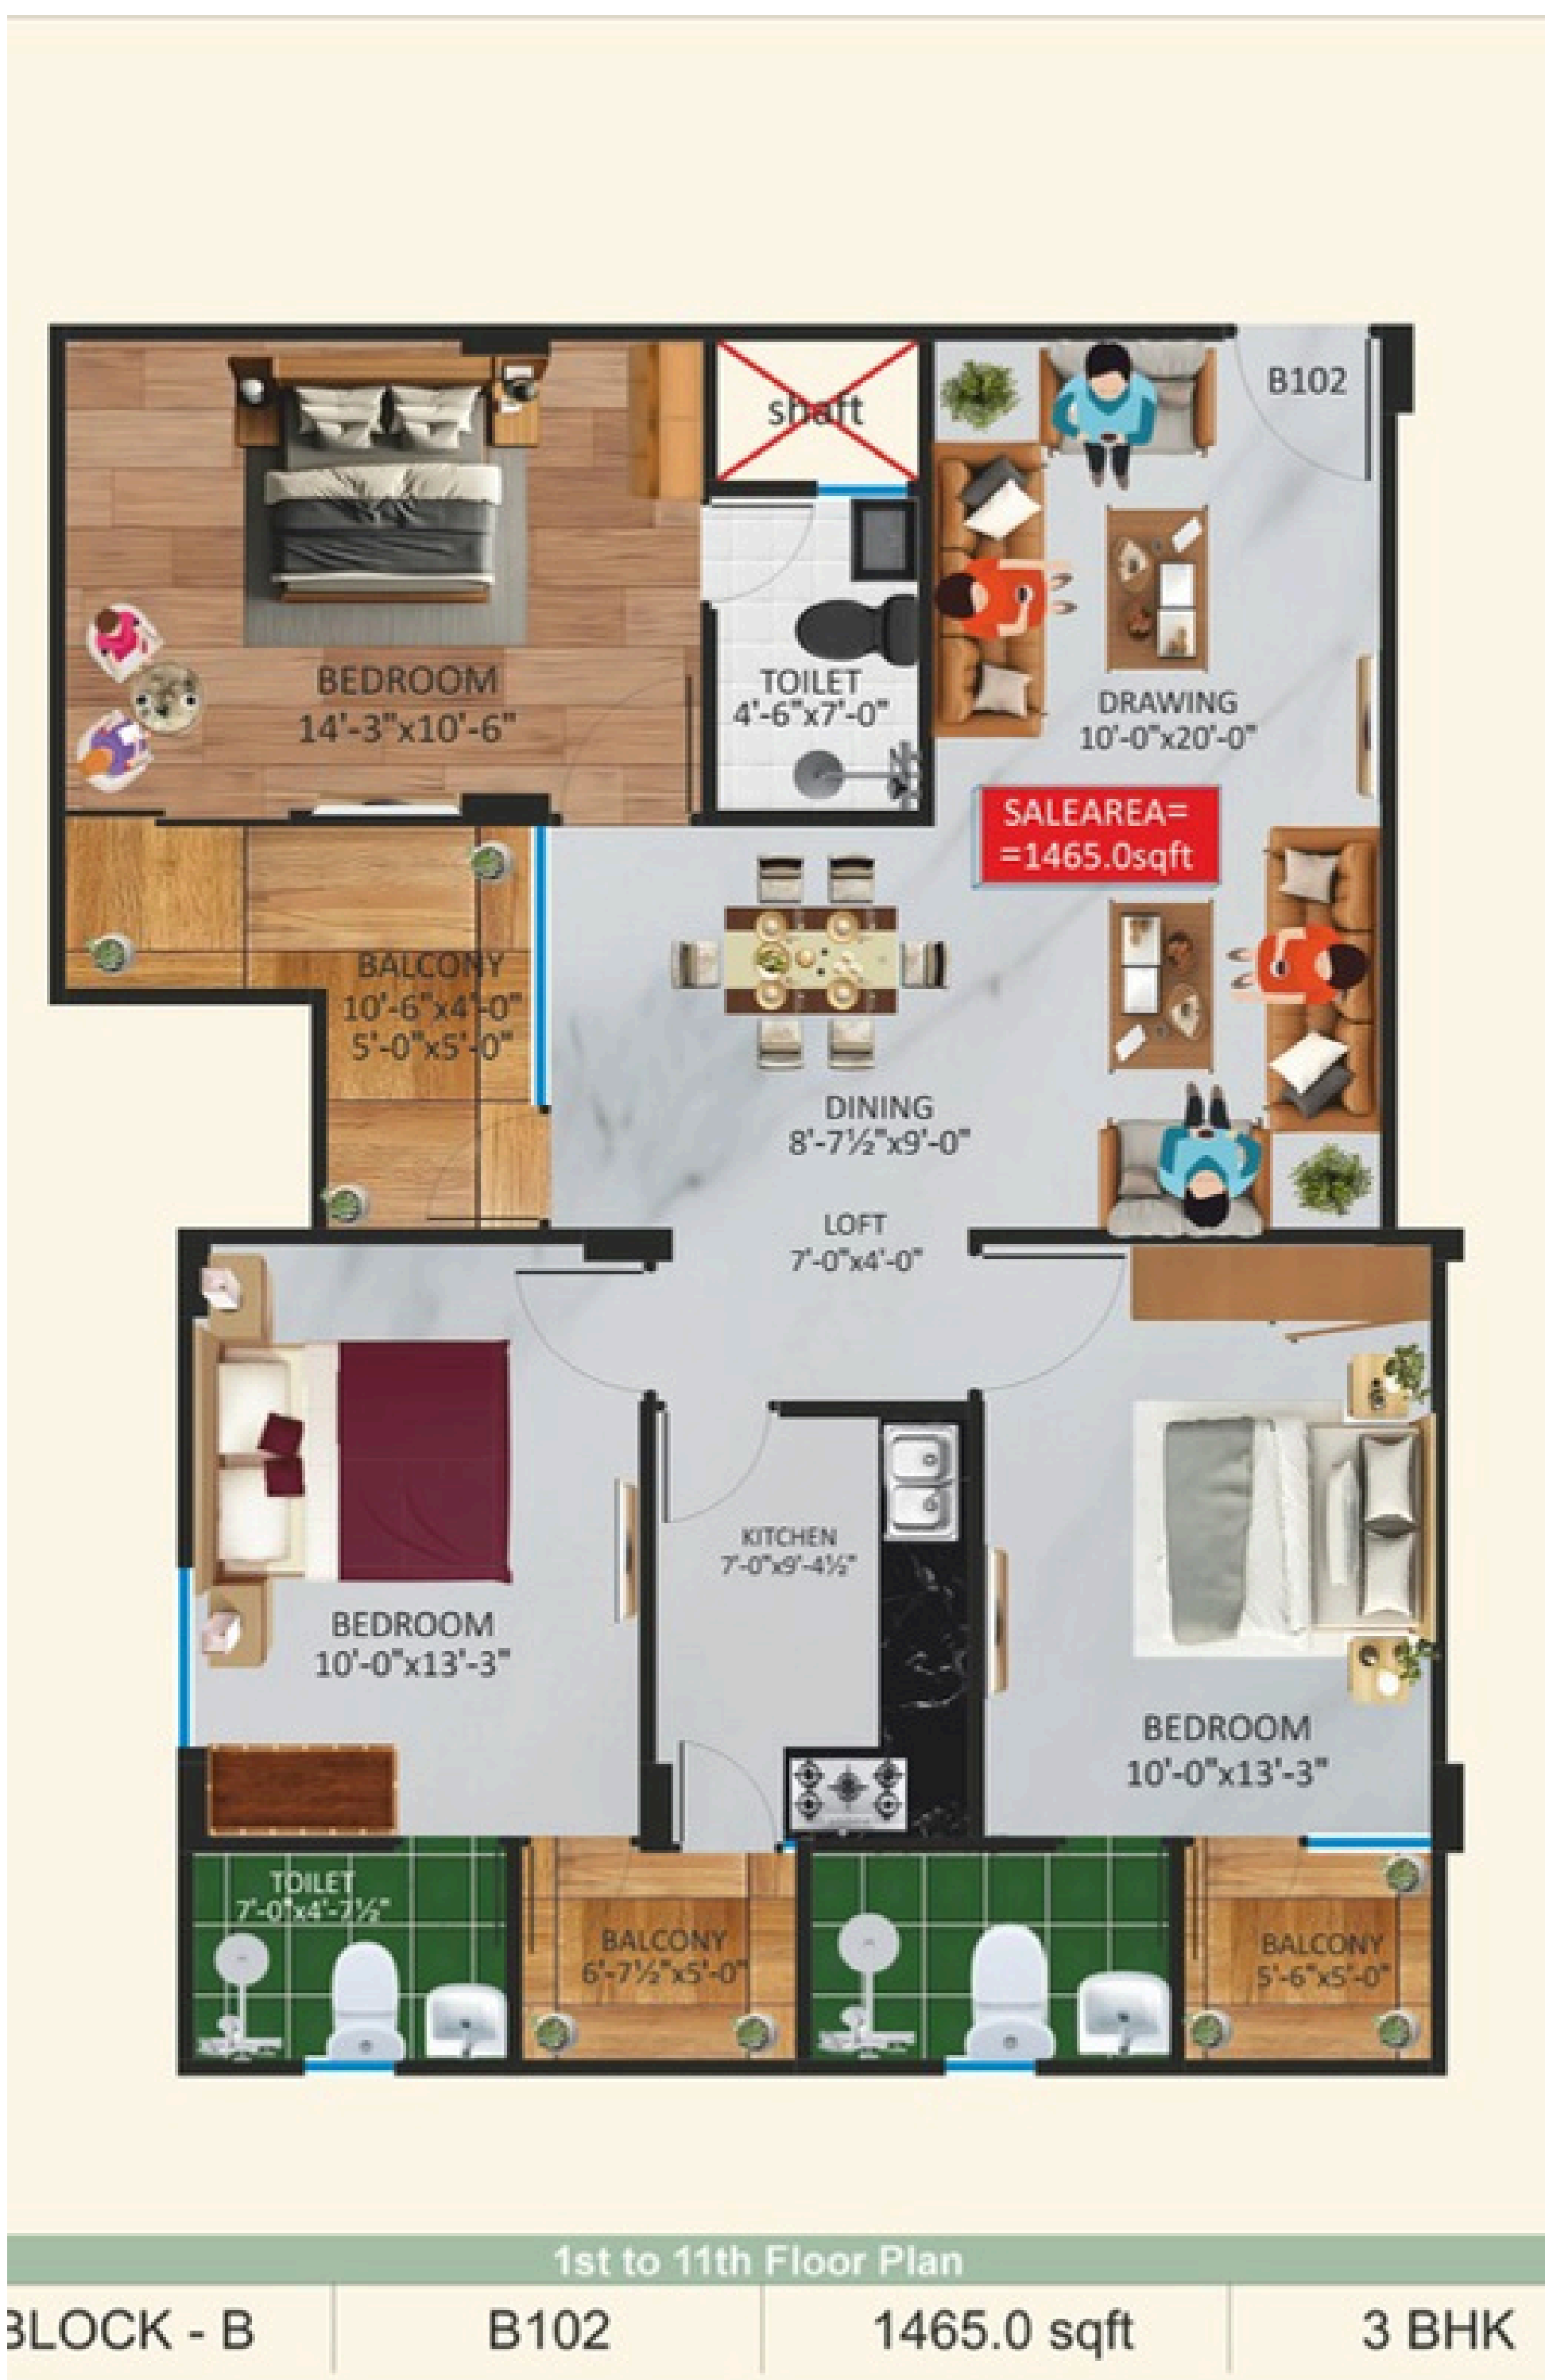 B102
shaft
BEDROOM
14'-3"x10'-6"
TOILET
4'-6"x7'-0"
DRAWING
10'-0"x20'-0"
SALEAREA=
=1465.0sqft
BALCONY
10'-6"x4'-0"
5'-0"x5'-0"
DINING
8'-7½"x9'-0"
LOFT
7'-0"x4'-0"
KITCHEN
7'-0"x9'-4½"
BEDROOM
10'-0"x13'-3"
BEDROOM
10'-0"x13'-3"
TOILET
7'-0"x4'-7½"
BALCONY
6'-7½"x5'-0"
BALCONY
5'-6"x5'-0"
1st to 11th Floor Plan
BLOCK - B
B102
1465.0 sqft
3 BHK